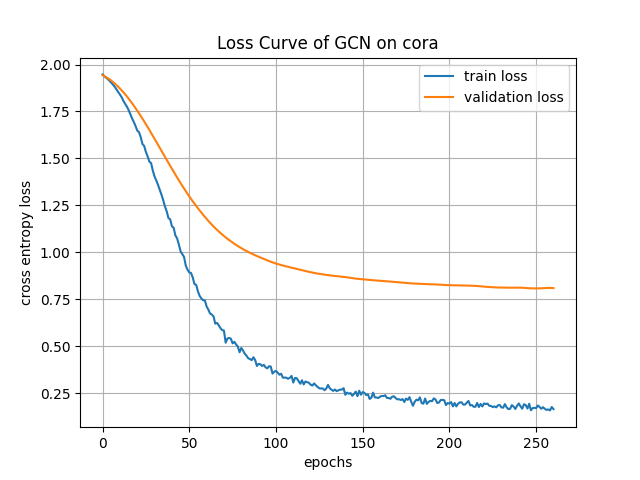 Loss Curve of GCN on cora
train loss
validation loss
cross entropy loss
2.00
1.75
1.50
1.25
1.00
0.75
0.50
0.25
0 50 100 150 200 250
epochs